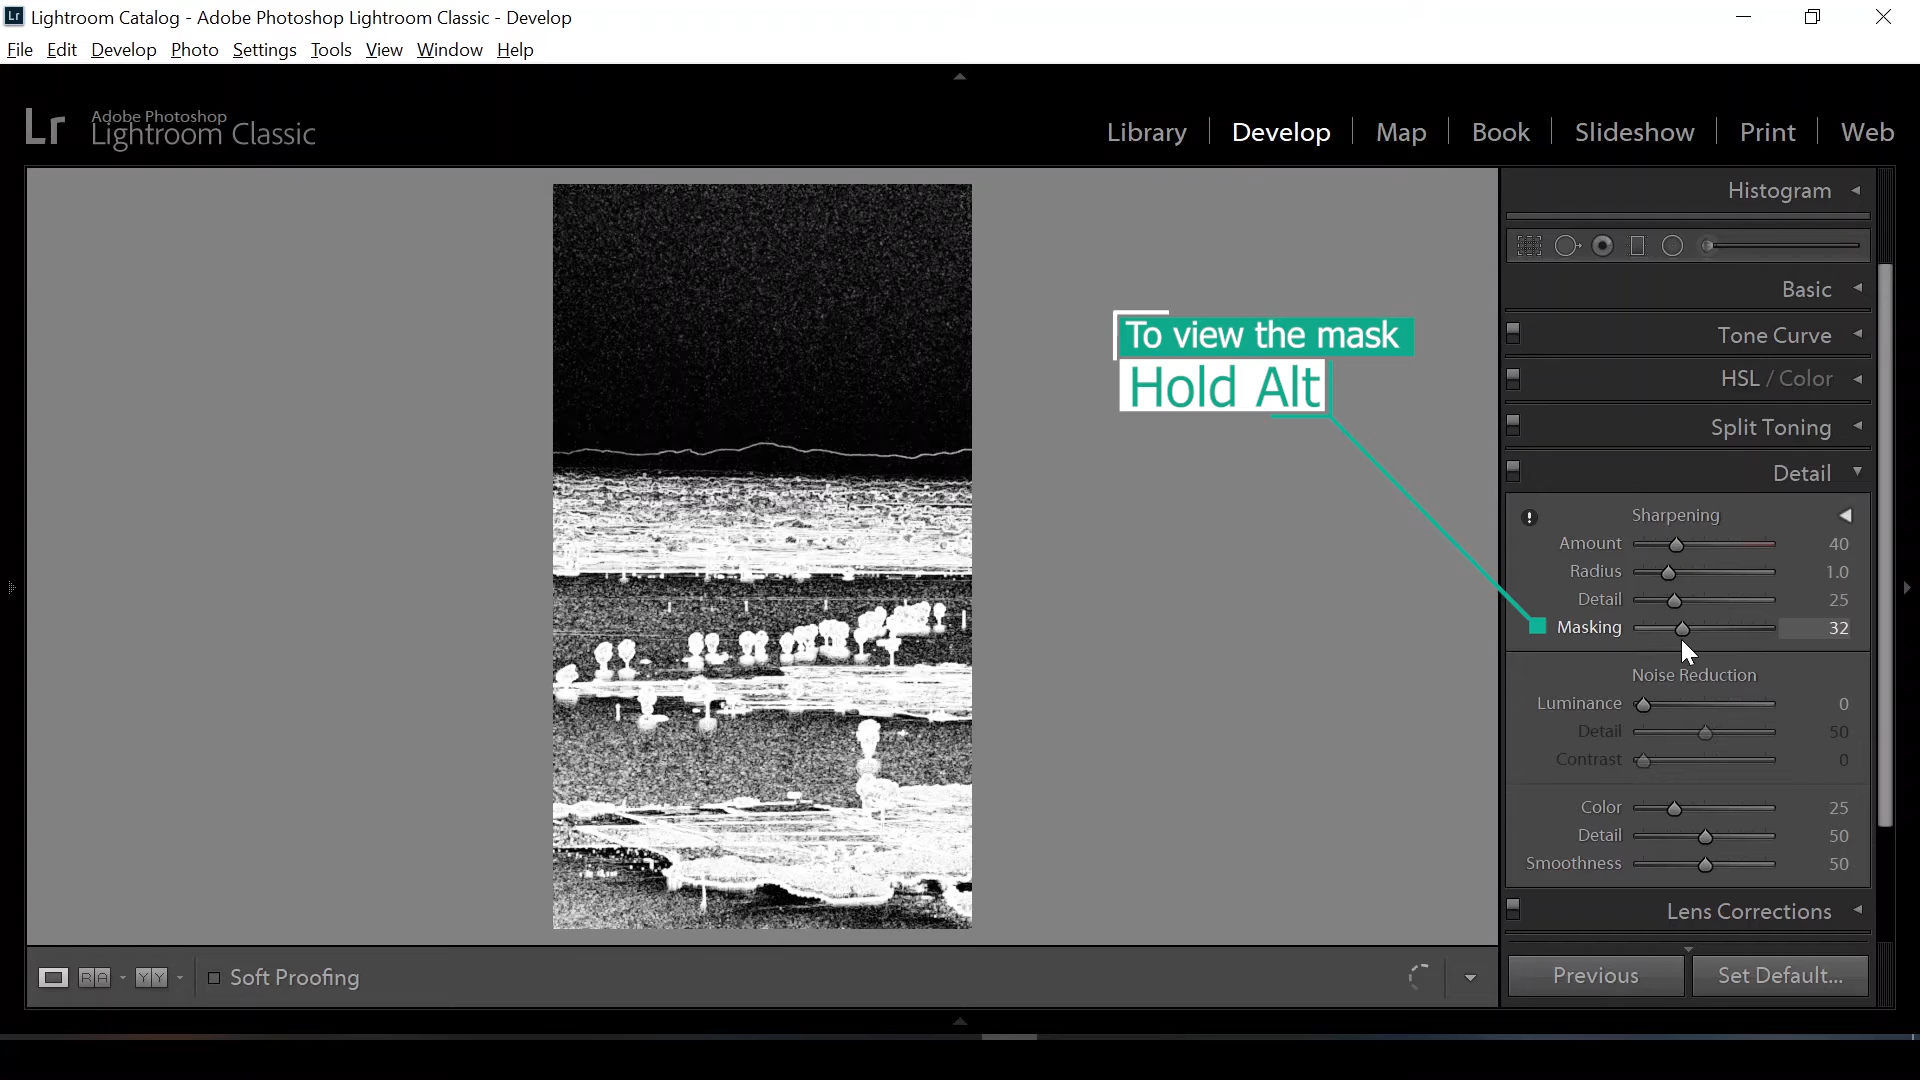 Lr Lightroom Catalog - Adobe Photoshop Lightroom Classic - Develop
File Edit Develop Photo Settings Tools View Window Help
Lr Adobe Photoshop
Lightroom Classic
Library Develop Map Book Slideshow Print Web
Histogram
Basic
To view the mask
Hold Alt
Tone Curve
HSL / Color
Split Toning
Detail
Sharpening
Amount 40
Radius 1.0
Detail 25
Masking 32
Noise Reduction
Luminance 0
Detail 50
Contrast 0
Color 25
Detail 50
Smoothness 50
Lens Corrections
R A Y Y Soft Proofing
Previous Set Default...